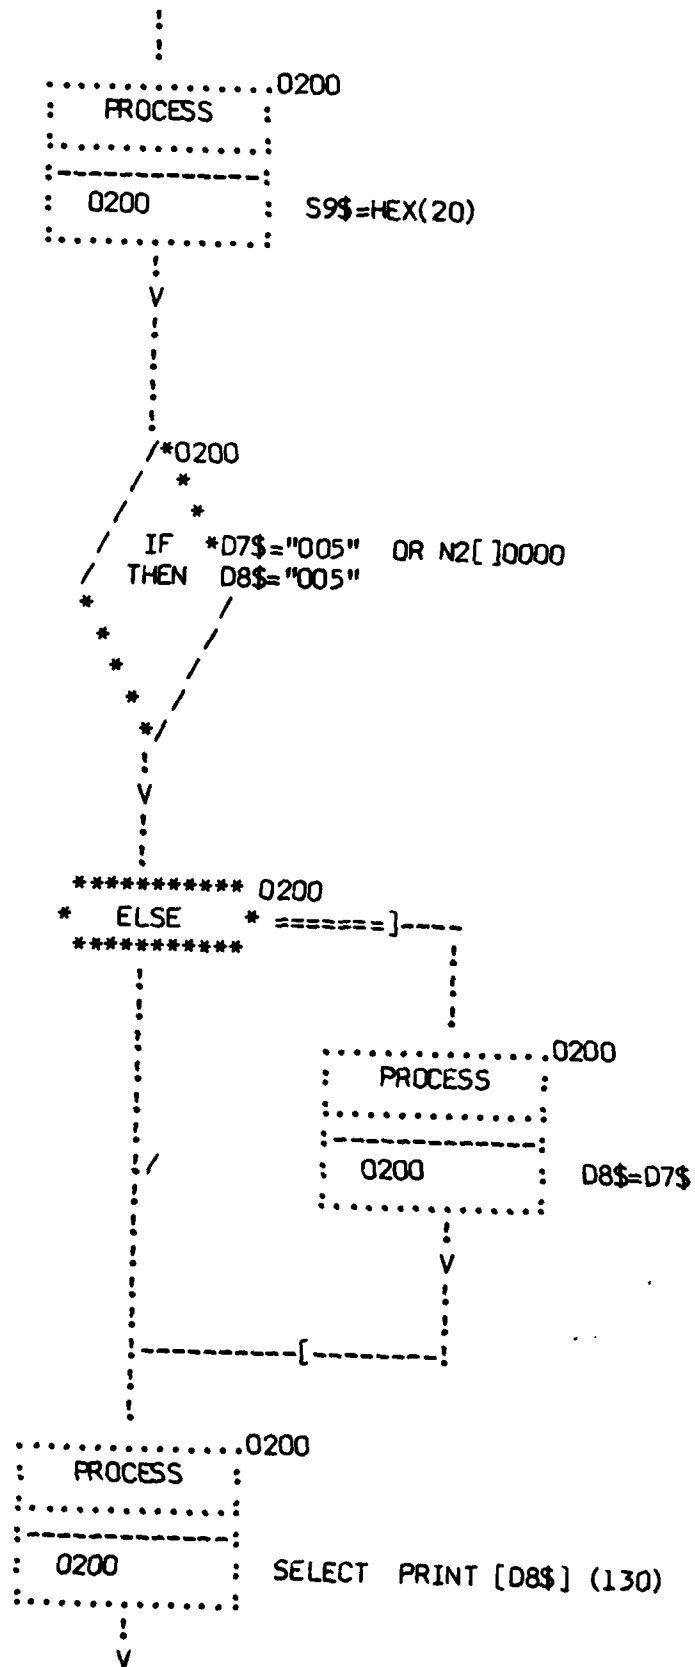 0200
PROCESS
0200 S9$=HEX(20)
V
*0200
IF *D7$="005" OR N2[ ]0000
THEN D8$="005"
V
*********** 0200
* ELSE * =======]----
***********
0200
PROCESS
0200 D8$=D7$
V
---------[--------
0200
PROCESS
0200 SELECT PRINT [D8$] (130)
V